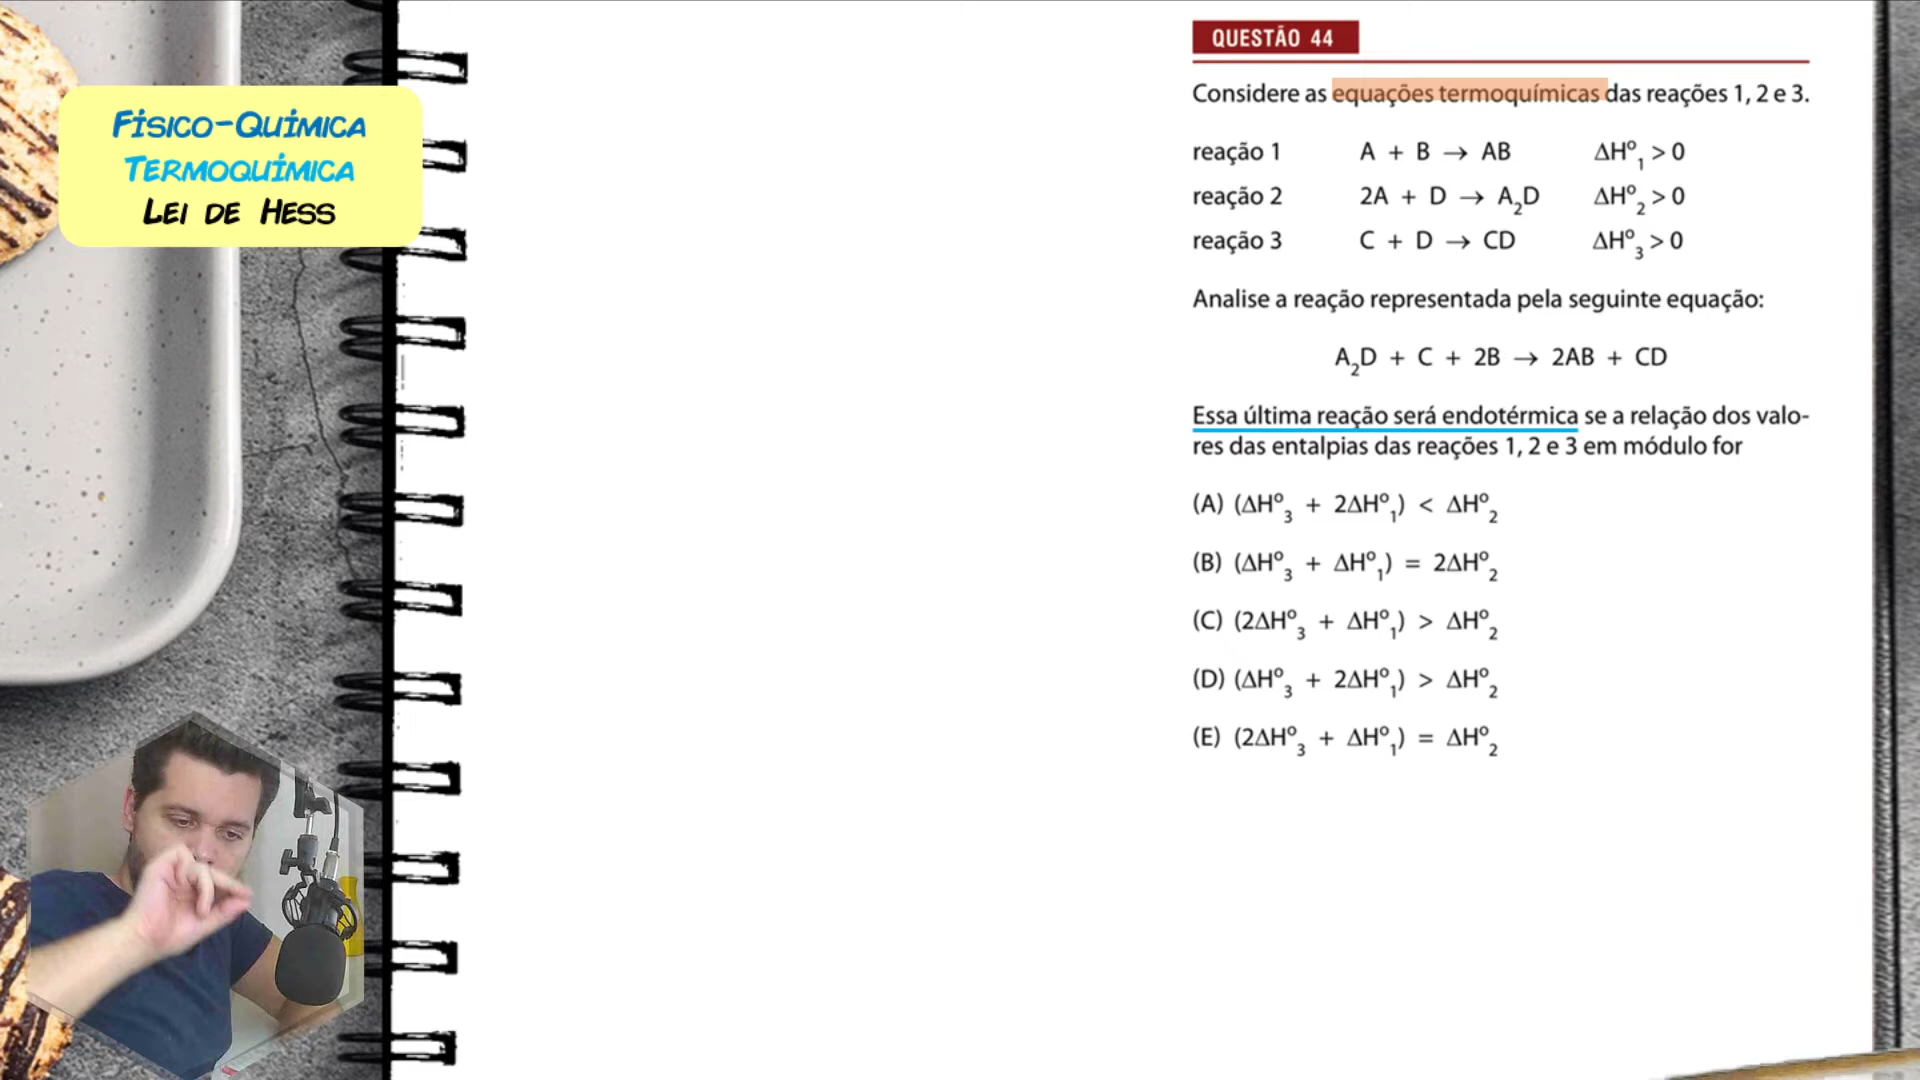 FÍSICO-QUÍMICA
TERMOQUÍMICA
LEI DE HESS
QUESTÃO 44
Considere as equações termoquímicas das reações 1, 2 e 3.
reação 1 A + B → AB ΔH°₁ > 0
reação 2 2A + D → A₂D ΔH°₂ > 0
reação 3 C + D → CD ΔH°₃ > 0
Analise a reação representada pela seguinte equação:
A₂D + C + 2B → 2AB + CD
Essa última reação será endotérmica se a relação dos valo-
res das entalpias das reações 1, 2 e 3 em módulo for
(A) (ΔH°₃ + 2ΔH°₁) < ΔH°₂
(B) (ΔH°₃ + ΔH°₁) = 2ΔH°₂
(C) (2ΔH°₃ + ΔH°₁) > ΔH°₂
(D) (ΔH°₃ + 2ΔH°₁) > ΔH°₂
(E) (2ΔH°₃ + ΔH°₁) = ΔH°₂